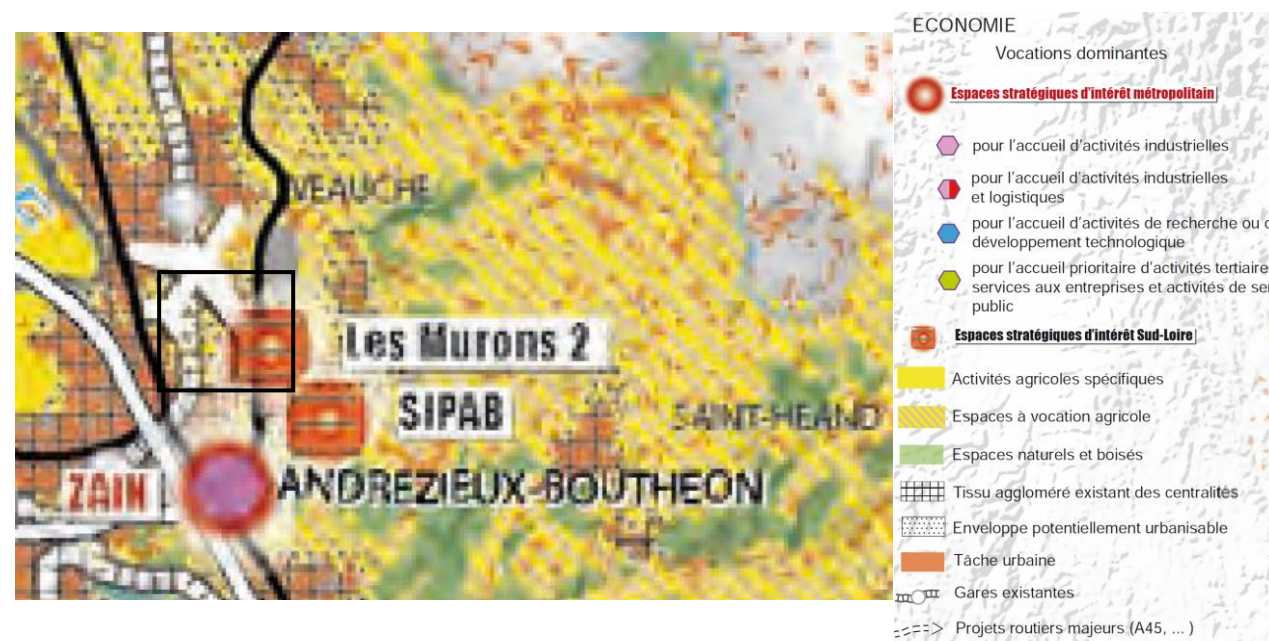 VEAUCHE
Les Murons 2
SIPAB
SAINT-HEAND
ZAIN
ANDREZIEUX-BOUTHEON
ECONOMIE
Vocations dominantes
Espaces stratégiques d'intérêt métropolitain
pour l'accueil d'activités industrielles
pour l'accueil d'activités industrielles
et logistiques
pour l'accueil d'activités de recherche ou
développement technologique
pour l'accueil prioritaire d'activités tertiaire
services aux entreprises et activités de
public
Espaces stratégiques d'intérêt Sud-Loire
Activités agricoles spécifiques
Espaces à vocation agricole
Espaces naturels et boisés
Tissu aggloméré existant des centralités
Enveloppe potentiellement urbanisable
Tâche urbaine
Gares existantes
Projets routiers majeurs (A45, ... )